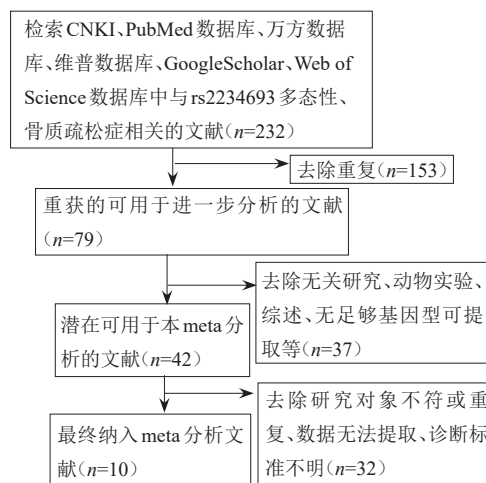 检索CNKI、PubMed数据库、万方数据
库、维普数据库、GoogleScholar、Web of
Science数据库中与rs2234693多态性、
骨质疏松症相关的文献(n=232)
去除重复(n=153)
重获的可用于进一步分析的文献
(n=79)
去除无关研究、动物实验、
综述、无足够基因型可提
取等(n=37)
潜在可用于本meta分
析的文献(n=42)
去除研究对象不符或重
复、数据无法提取、诊断标
准不明(n=32)
最终纳入meta分析文
献(n=10)